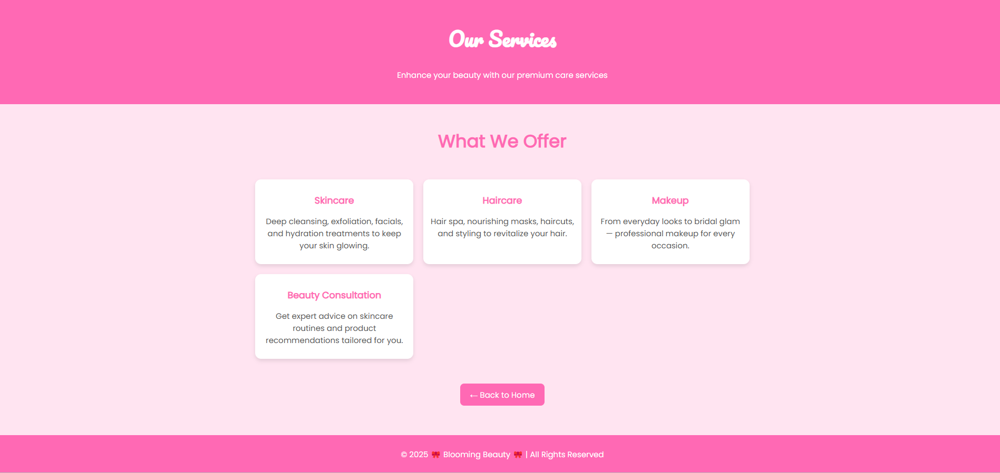 Our Services
Enhance your beauty with our premium care services
What We Offer
Skincare
Deep cleansing, exfoliation, facials,
and hydration treatments to keep
your skin glowing.
Haircare
Hair spa, nourishing masks, haircuts,
and styling to revitalize your hair.
Makeup
From everyday looks to bridal glam
— professional makeup for every
occasion.
Beauty Consultation
Get expert advice on skincare
routines and product
recommendations tailored for you.
← Back to Home
© 2025 🎀 Blooming Beauty 🎀 | All Rights Reserved